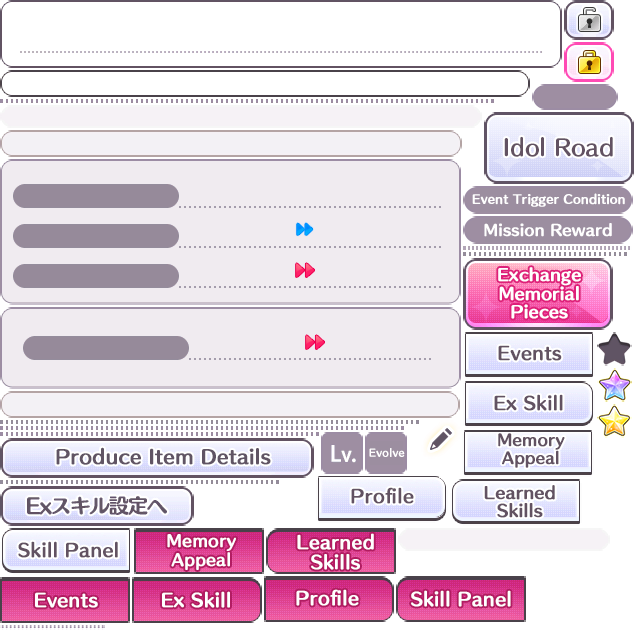 Idol Road
Event Trigger Condition
Mission Reward
Exchange
Memorial
Pieces
Events
Ex Skill
Memory
Appeal
Produce Item Details
Lv.
Evolve
Profile
Learned
Skills
Exスキル設定へ
Skill Panel
Memory
Appeal
Learned
Skills
Events
Ex Skill
Profile
Skill Panel